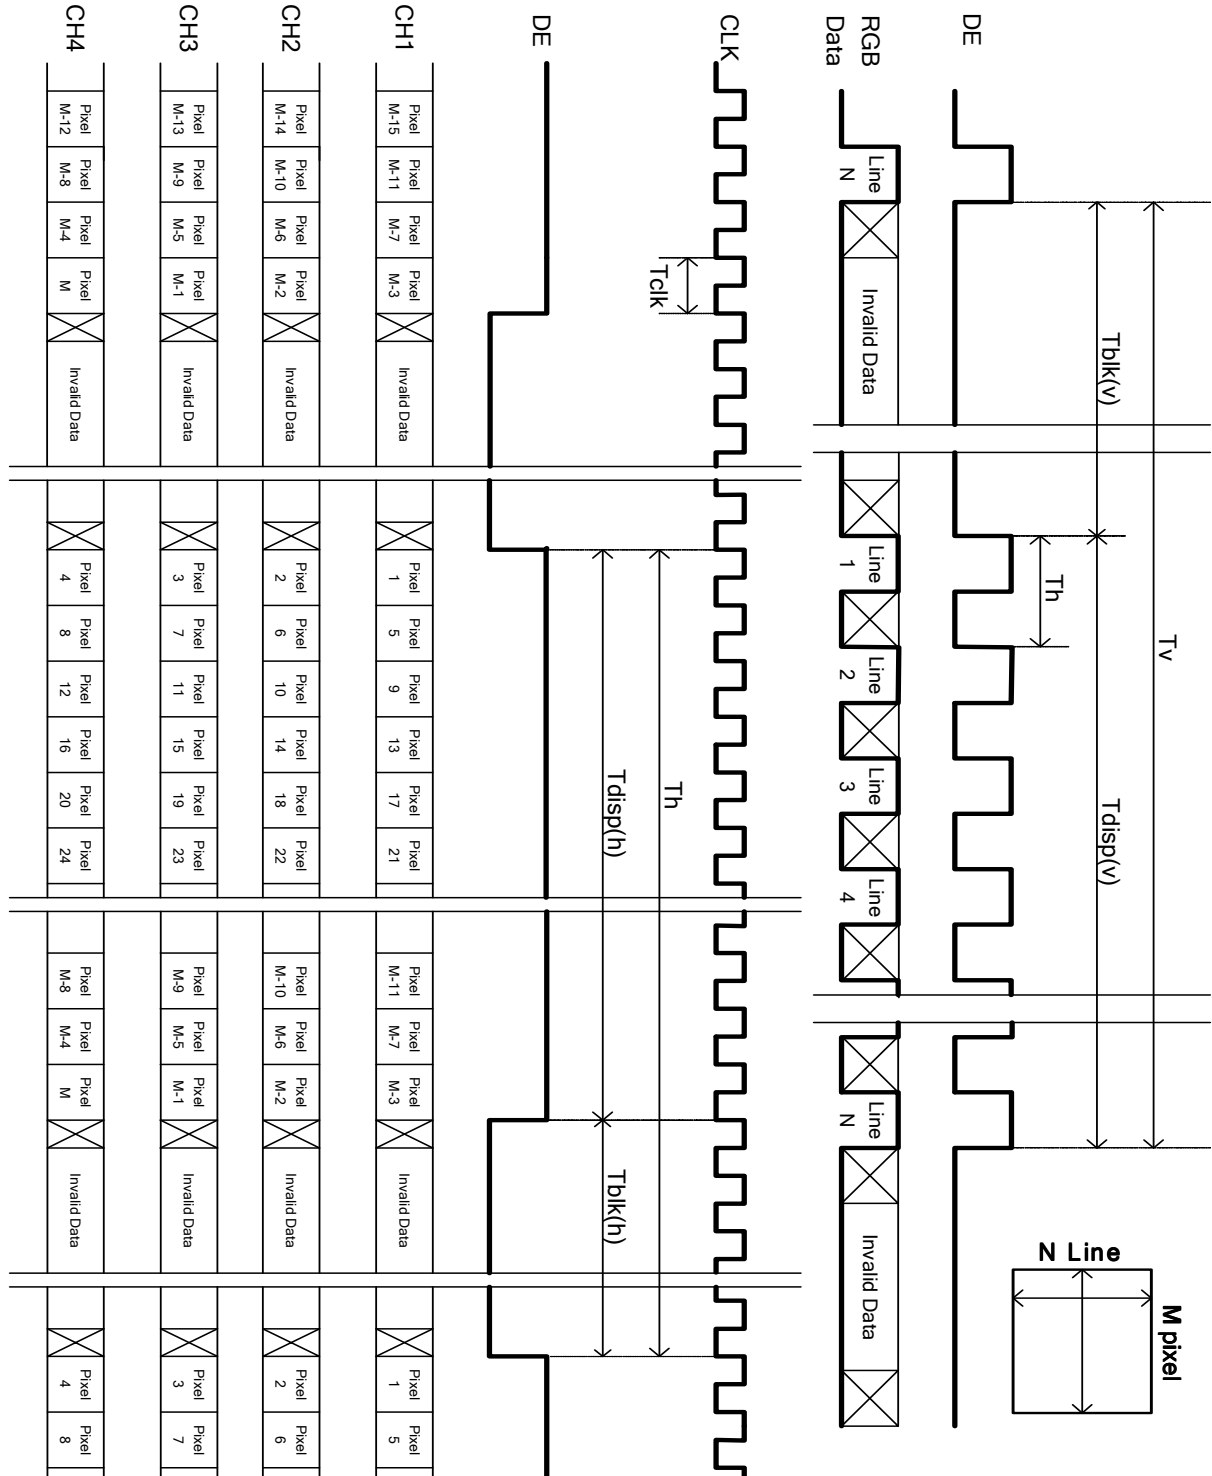 Tv
Tblk(v)
Tdisp(v)
Th
DE
RGB
Data
Line
N
Invalid Data
Line
1
Line
2
Line
3
Line
4
Line
N
Invalid Data
N Line
M pixel
CLK
Tclk
Th
Tdisp(h)
Tblk(h)
DE
CH1
Pixel
M-15
Pixel
M-11
Pixel
M-7
Pixel
M-3
Invalid Data
Pixel
1
Pixel
5
Pixel
9
Pixel
13
Pixel
17
Pixel
21
Pixel
M-11
Pixel
M-7
Pixel
M-3
Invalid Data
Pixel
1
Pixel
5
CH2
Pixel
M-14
Pixel
M-10
Pixel
M-6
Pixel
M-2
Invalid Data
Pixel
2
Pixel
6
Pixel
10
Pixel
14
Pixel
18
Pixel
22
Pixel
M-10
Pixel
M-6
Pixel
M-2
Invalid Data
Pixel
2
Pixel
6
CH3
Pixel
M-13
Pixel
M-9
Pixel
M-5
Pixel
M-1
Invalid Data
Pixel
3
Pixel
7
Pixel
11
Pixel
15
Pixel
19
Pixel
23
Pixel
M-9
Pixel
M-5
Pixel
M-1
Invalid Data
Pixel
3
Pixel
7
CH4
Pixel
M-12
Pixel
M-8
Pixel
M-4
Pixel
M
Invalid Data
Pixel
4
Pixel
8
Pixel
12
Pixel
16
Pixel
20
Pixel
24
Pixel
M-8
Pixel
M-4
Pixel
M
Invalid Data
Pixel
4
Pixel
8